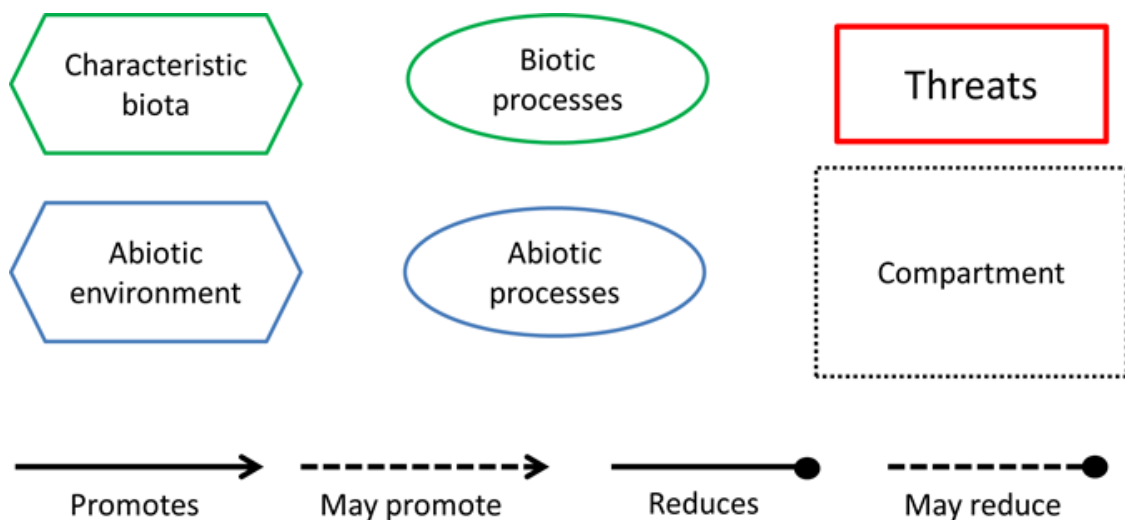 Characteristic
biota
Biotic
processes
Threats
Abiotic
environment
Abiotic
processes
Compartment
Promotes
May promote
Reduces
May reduce